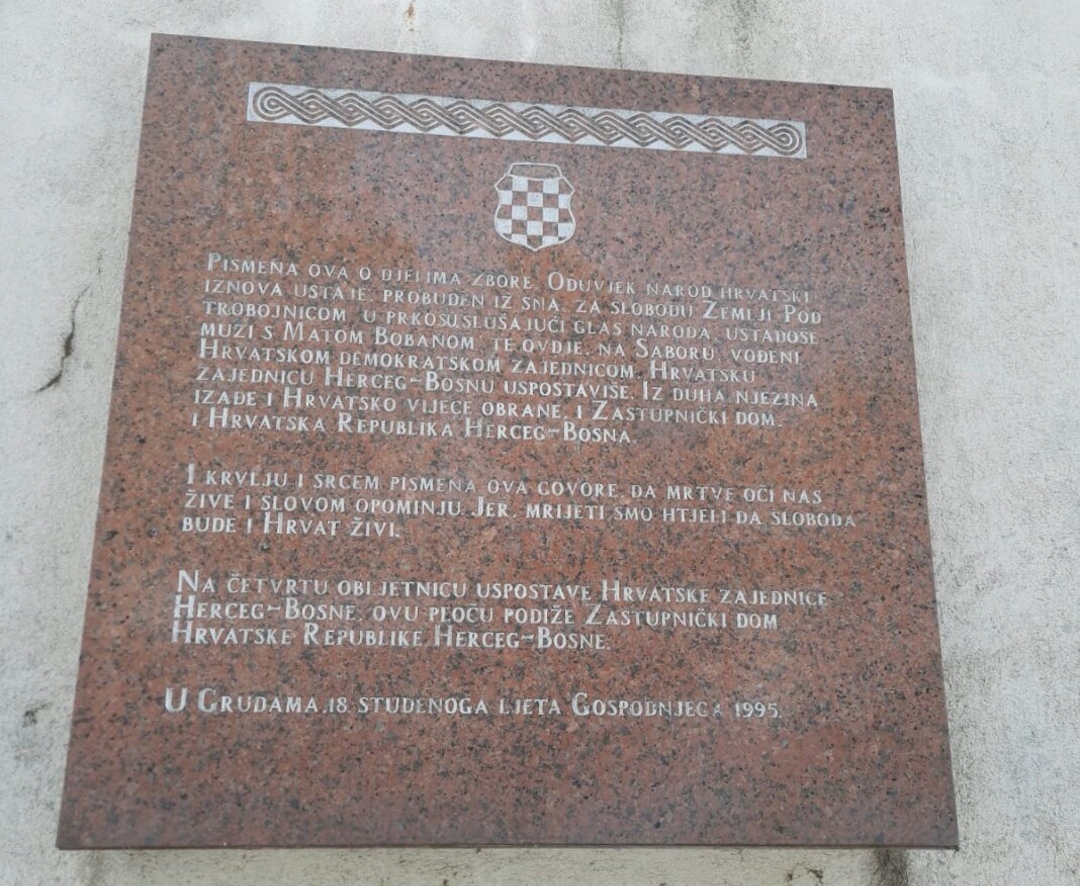 PISMENA OVA O DJELIMA ZBORE. ODUVJEK NAROD HRVATSKI
IZNOVA USTAJE, PROBUĐEN IZ SNA, ZA SLOBODU ZEMLJI. POD
TROBOJNICOM, U PRKOS, SLUŠAJUĆI GLAS NARODA, USTADOŠE
MUŽI S MATOM BOBANOM, TE OVDJE, NA SABORU, VOĐENI
HRVATSKOM DEMOKRATSKOM ZAJEDNICOM, HRVATSKU
ZAJEDNICU HERCEG-BOSNU USPOSTAVIŠE. IZ DUHA NJEZINA
IZAĐE I HRVATSKO VIJEĆE OBRANE, I ZASTUPNIČKI DOM,
I HRVATSKA REPUBLIKA HERCEG-BOSNA.
I KRVLJU I SRCEM PISMENA OVA GOVORE, DA MRTVE OČI NAS
ŽIVE I SLOVOM OPOMINJU. JER, MRIJETI SMO HTJELI DA SLOBODA
BUDE I HRVAT ŽIVI.
NA ČETVRTU OBLJETNICU USPOSTAVE HRVATSKE ZAJEDNICE
HERCEG-BOSNE, OVU PLOČU PODIŽE ZASTUPNIČKI DOM
HRVATSKE REPUBLIKE HERCEG-BOSNE.
U GRUDAMA, 18. STUDENOGA LJETA GOSPODNJEGA 1995.